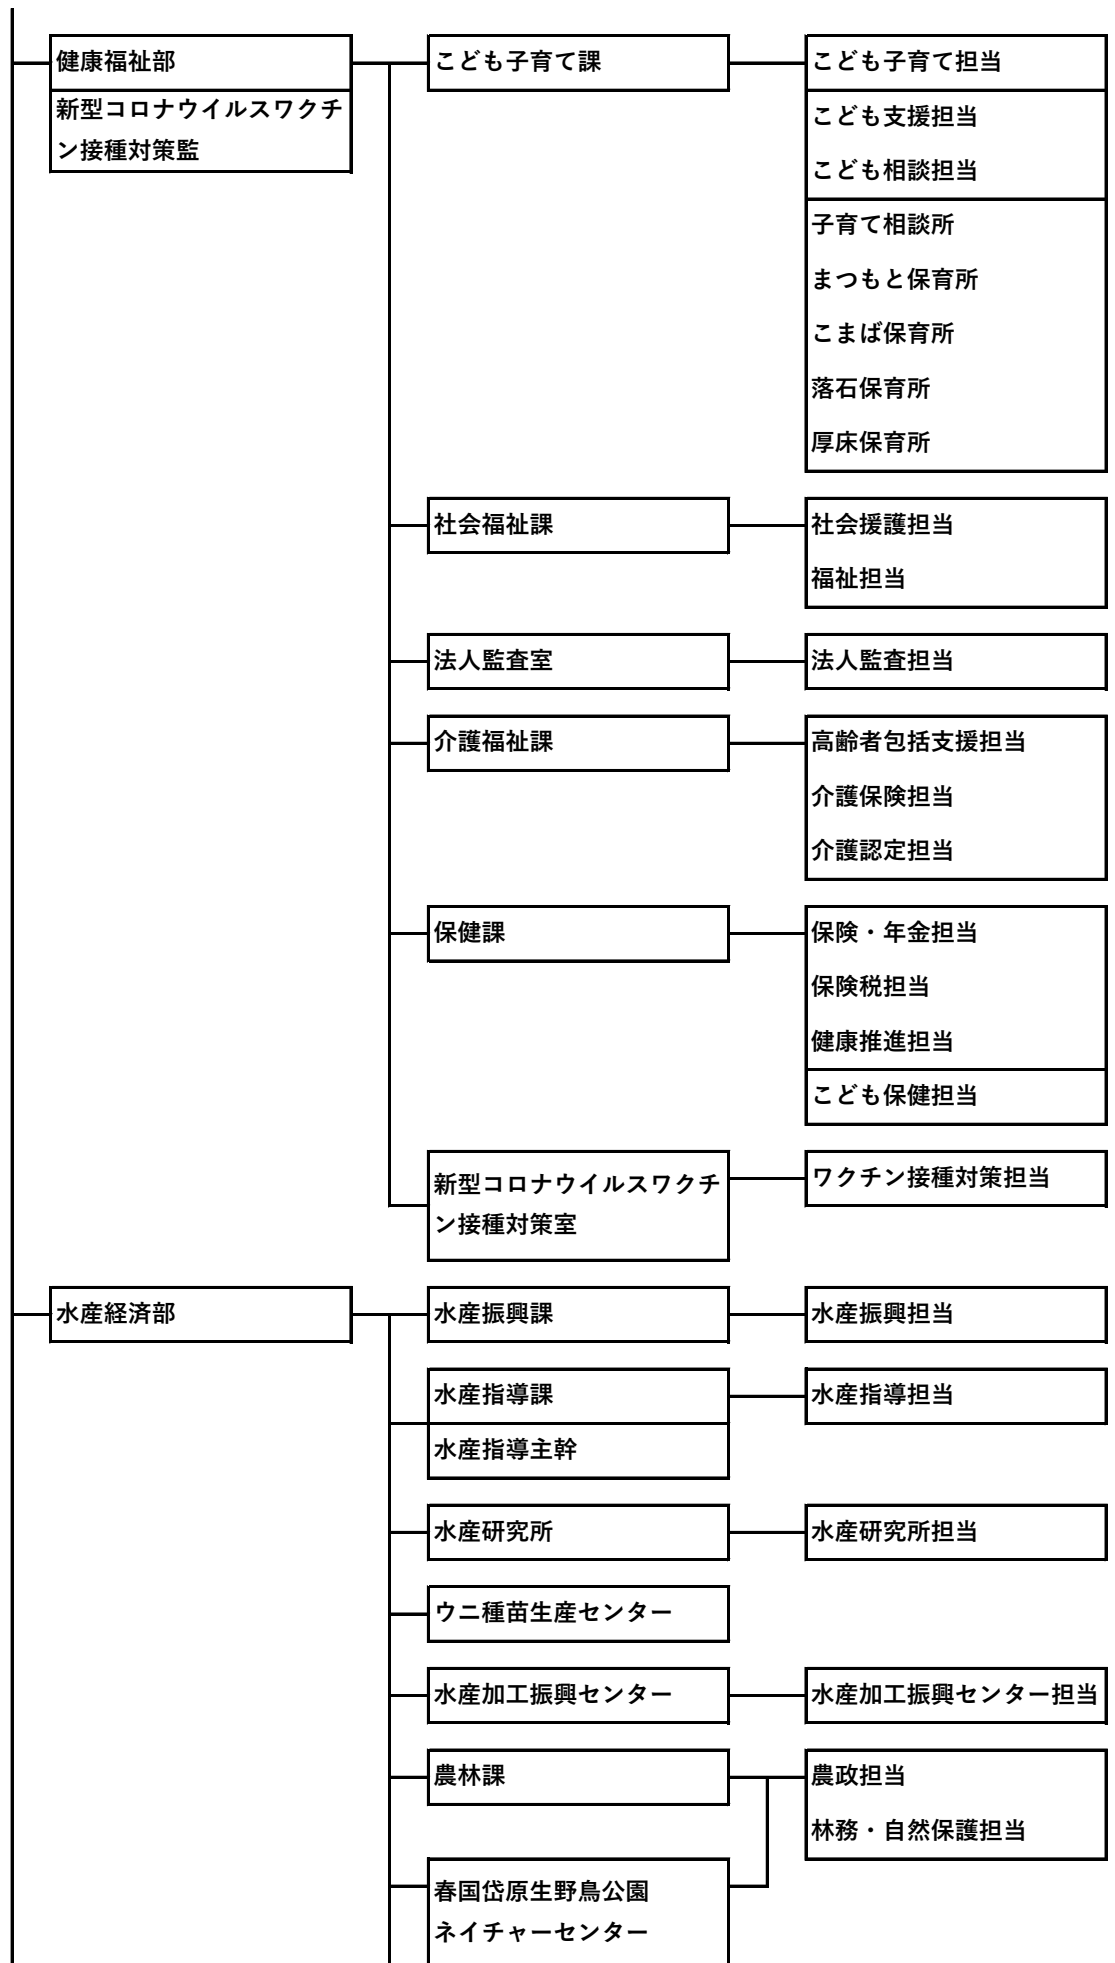 健康福祉部
新型コロナウイルスワクチ
ン接種対策監
こども子育て課
こども子育て担当
こども支援担当
こども相談担当
子育て相談所
まつもと保育所
こまば保育所
落石保育所
厚床保育所
社会福祉課
社会援護担当
福祉担当
法人監査室
法人監査担当
介護福祉課
高齢者包括支援担当
介護保険担当
介護認定担当
保健課
保険・年金担当
保険税担当
健康推進担当
こども保健担当
新型コロナウイルスワクチ
ン接種対策室
ワクチン接種対策担当
水産経済部
水産振興課
水産振興担当
水産指導課
水産指導主幹
水産指導担当
水産研究所
水産研究所担当
ウニ種苗生産センター
水産加工振興センター
水産加工振興センター担当
農林課
農政担当
林務・自然保護担当
春国岱原生野鳥公園
ネイチャーセンター